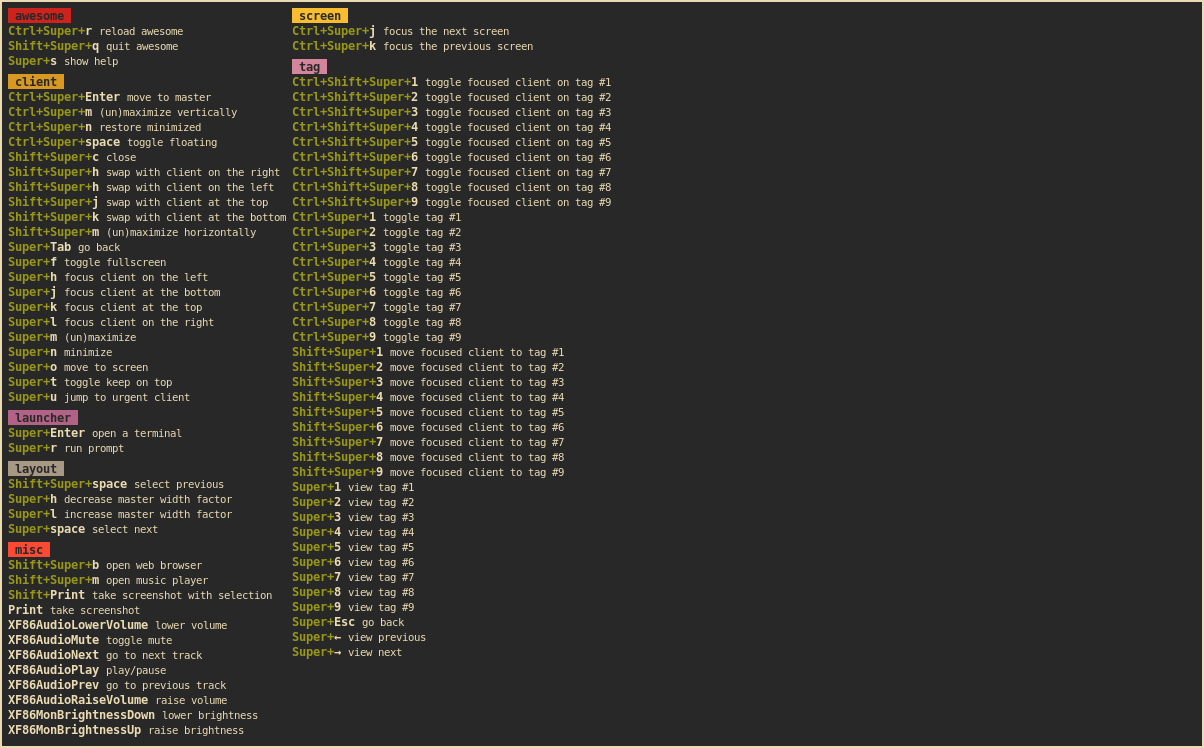 awesome
Ctrl+Super+r reload awesome
Shift+Super+q quit awesome
Super+s show help
client
Ctrl+Super+Enter move to master
Ctrl+Super+m (un)maximize vertically
Ctrl+Super+n restore minimized
Ctrl+Super+space toggle floating
Shift+Super+c close
Shift+Super+h swap with client on the right
Shift+Super+h swap with client on the left
Shift+Super+j swap with client at the top
Shift+Super+k swap with client at the bottom
Shift+Super+m (un)maximize horizontally
Super+Tab go back
Super+f toggle fullscreen
Super+h focus client on the left
Super+j focus client at the bottom
Super+k focus client at the top
Super+l focus client on the right
Super+m (un)maximize
Super+n minimize
Super+o move to screen
Super+t toggle keep on top
Super+u jump to urgent client
launcher
Super+Enter open a terminal
Super+r run prompt
layout
Shift+Super+space select previous
Super+h decrease master width factor
Super+l increase master width factor
Super+space select next
misc
Shift+Super+b open web browser
Shift+Super+m open music player
Shift+Print take screenshot with selection
Print take screenshot
XF86AudioLowerVolume lower volume
XF86AudioMute toggle mute
XF86AudioNext go to next track
XF86AudioPlay play/pause
XF86AudioPrev go to previous track
XF86AudioRaiseVolume raise volume
XF86MonBrightnessDown lower brightness
XF86MonBrightnessUp raise brightness
screen
Ctrl+Super+j focus the next screen
Ctrl+Super+k focus the previous screen
tag
Ctrl+Shift+Super+1 toggle focused client on tag #1
Ctrl+Shift+Super+2 toggle focused client on tag #2
Ctrl+Shift+Super+3 toggle focused client on tag #3
Ctrl+Shift+Super+4 toggle focused client on tag #4
Ctrl+Shift+Super+5 toggle focused client on tag #5
Ctrl+Shift+Super+6 toggle focused client on tag #6
Ctrl+Shift+Super+7 toggle focused client on tag #7
Ctrl+Shift+Super+8 toggle focused client on tag #8
Ctrl+Shift+Super+9 toggle focused client on tag #9
Ctrl+Super+1 toggle tag #1
Ctrl+Super+2 toggle tag #2
Ctrl+Super+3 toggle tag #3
Ctrl+Super+4 toggle tag #4
Ctrl+Super+5 toggle tag #5
Ctrl+Super+6 toggle tag #6
Ctrl+Super+7 toggle tag #7
Ctrl+Super+8 toggle tag #8
Ctrl+Super+9 toggle tag #9
Shift+Super+1 move focused client to tag #1
Shift+Super+2 move focused client to tag #2
Shift+Super+3 move focused client to tag #3
Shift+Super+4 move focused client to tag #4
Shift+Super+5 move focused client to tag #5
Shift+Super+6 move focused client to tag #6
Shift+Super+7 move focused client to tag #7
Shift+Super+8 move focused client to tag #8
Shift+Super+9 move focused client to tag #9
Super+1 view tag #1
Super+2 view tag #2
Super+3 view tag #3
Super+4 view tag #4
Super+5 view tag #5
Super+6 view tag #6
Super+7 view tag #7
Super+8 view tag #8
Super+9 view tag #9
Super+Esc go back
Super+← view previous
Super+→ view next